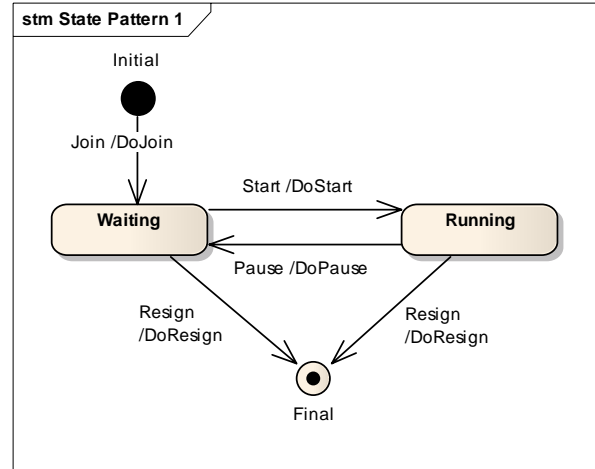 stm State Pattern 1
Initial
Join /DoJoin
Start /DoStart
Waiting
Running
Pause /DoPause
Resign
/DoResign
Resign
/DoResign
Final